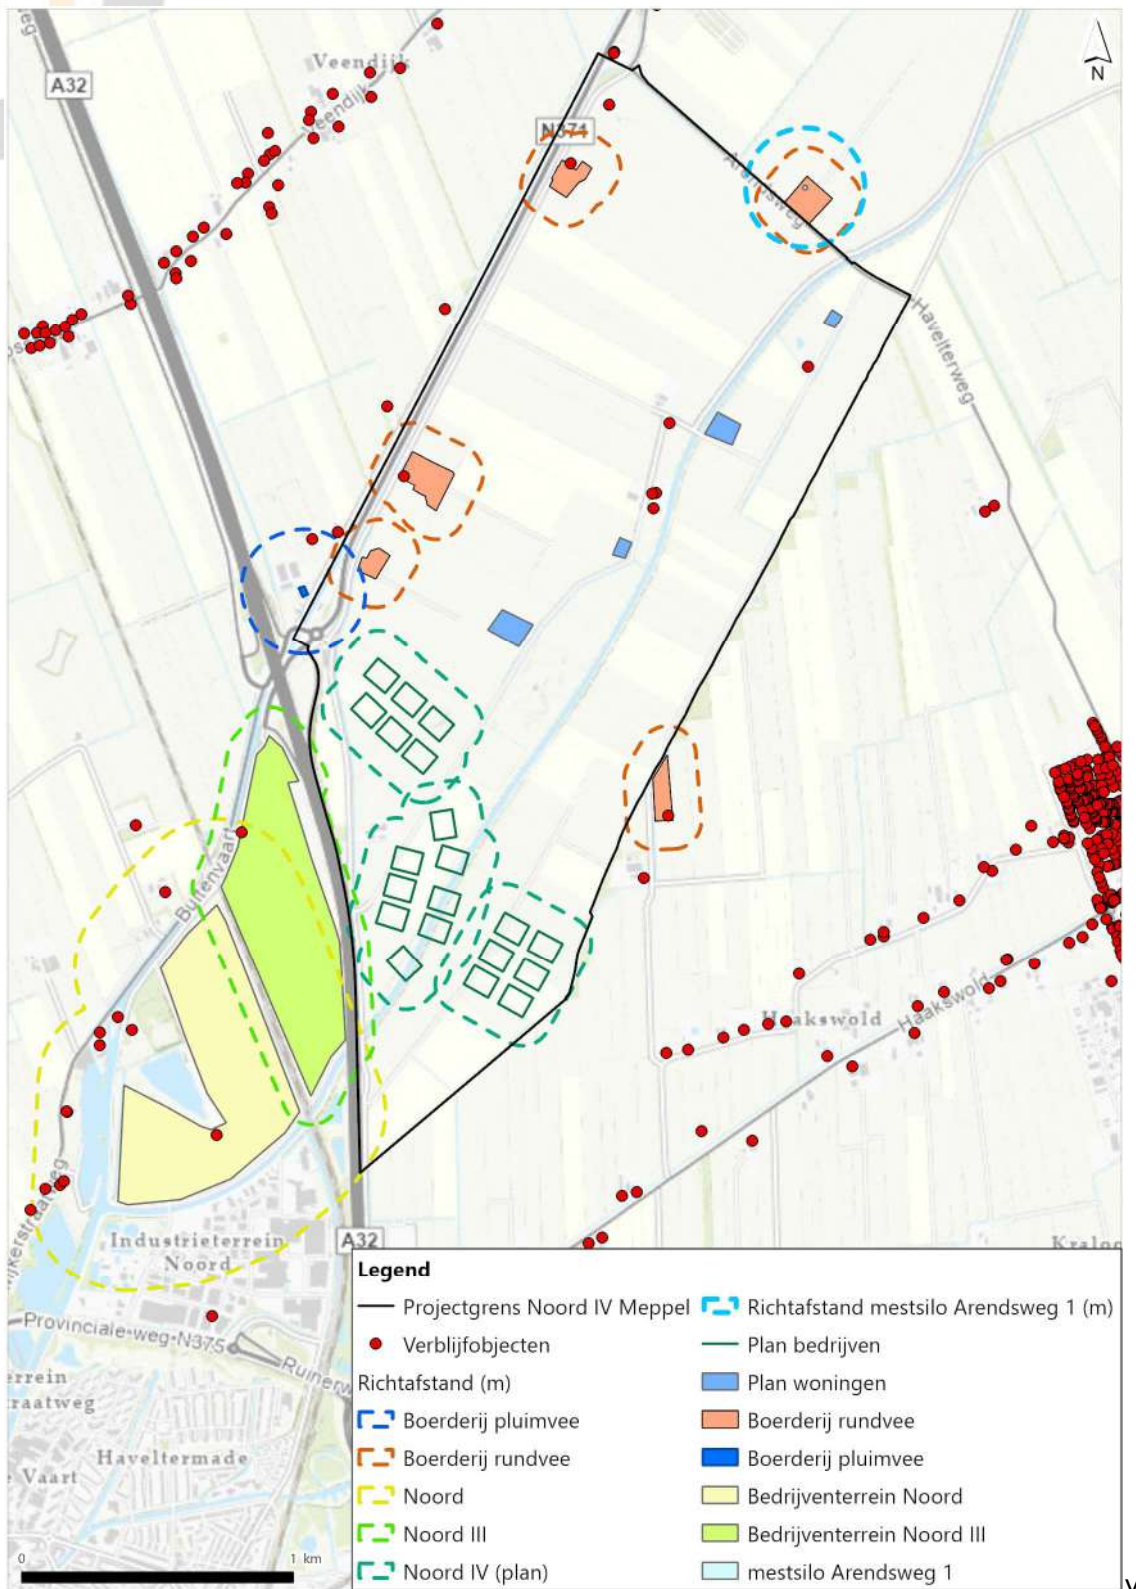 A32
Veendijk
Veendijk
N371
N
Arendsweg
Havelterweg
Buitenvaart
Haakswold
Haakswold
Industrieterrein
Noord
A32
Provinciale-weg-N375
Haveltermade
Vaart
0
1 km
Legend
Projectgrens Noord IV Meppel
Verblijfobjecten
Richtafstand (m)
Boerderij pluimvee
Boerderij rundvee
Noord
Noord III
Noord IV (plan)
Richtafstand mestsilo Arendsweg 1 (m)
Plan bedrijven
Plan woningen
Boerderij rundvee
Boerderij pluimvee
Bedrijventerrein Noord
Bedrijventerrein Noord III
mestsilo Arendsweg 1